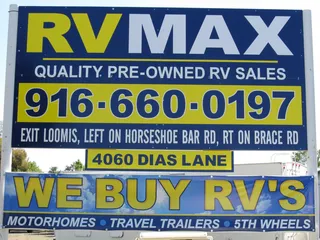 RVMAX
QUALITY PRE-OWNED RV SALES
916-660-0197
EXIT LOOMIS, LEFT ON HORSESHOE BAR RD, RT ON BRACE RD
4060 DIAS LANE
WE BUY RV'S
MOTORHOMES • TRAVEL TRAILERS • 5TH WHEELS